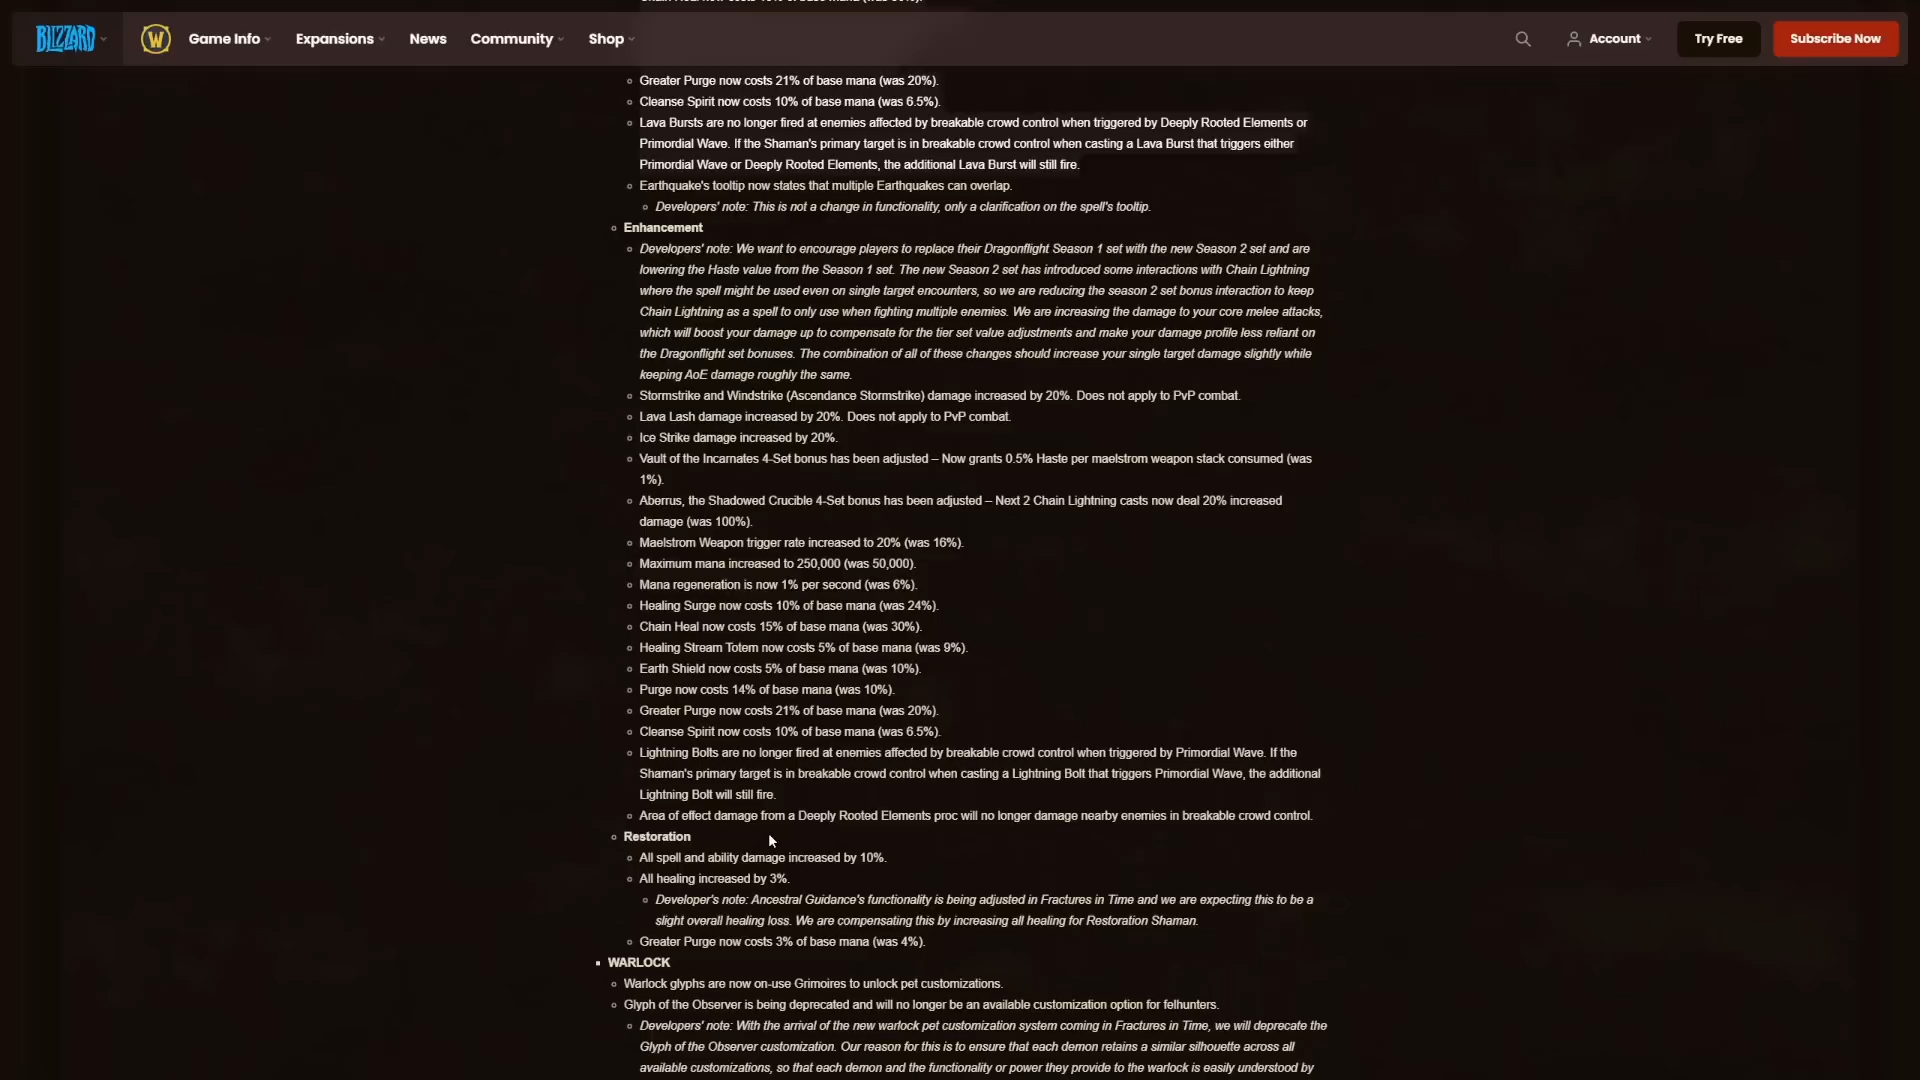 BLIZZARD
W
Game Info
Expansions
News
Community
Shop
Account
Try Free
Subscribe Now
Greater Purge now costs 21% of base mana (was 20%).
Cleanse Spirit now costs 10% of base mana (was 6.5%).
Lava Bursts are no longer fired at enemies affected by breakable crowd control when triggered by Deeply Rooted Elements or
Primordial Wave. If the Shaman's primary target is in breakable crowd control when casting a Lava Burst that triggers either
Primordial Wave or Deeply Rooted Elements, the additional Lava Burst will still fire.
Earthquake's tooltip now states that multiple Earthquakes can overlap.
Developers' note: This is not a change in functionality, only a clarification on the spell's tooltip.
Enhancement
Developers' note: We want to encourage players to replace their Dragonflight Season 1 set with the new Season 2 set and are
lowering the Haste value from the Season 1 set. The new Season 2 set has introduced some interactions with Chain Lightning
where the spell might be used even on single target encounters, so we are reducing the season 2 set bonus interaction to keep
Chain Lightning as a spell to only use when fighting multiple enemies. We are increasing the damage to your core melee attacks,
which will boost your damage up to compensate for the tier set value adjustments and make your damage profile less reliant on
the Dragonflight set bonuses. The combination of all of these changes should increase your single target damage slightly while
keeping AoE damage roughly the same.
Stormstrike and Windstrike (Ascendance Stormstrike) damage increased by 20%. Does not apply to PvP combat.
Lava Lash damage increased by 20%. Does not apply to PvP combat.
Ice Strike damage increased by 20%.
Vault of the Incarnates 4-Set bonus has been adjusted – Now grants 0.5% Haste per maelstrom weapon stack consumed (was
1%).
Aberrus, the Shadowed Crucible 4-Set bonus has been adjusted – Next 2 Chain Lightning casts now deal 20% increased
damage (was 100%).
Maelstrom Weapon trigger rate increased to 20% (was 16%).
Maximum mana increased to 250,000 (was 50,000).
Mana regeneration is now 1% per second (was 6%).
Healing Surge now costs 10% of base mana (was 24%).
Chain Heal now costs 15% of base mana (was 30%).
Healing Stream Totem now costs 5% of base mana (was 9%).
Earth Shield now costs 5% of base mana (was 10%).
Purge now costs 14% of base mana (was 10%).
Greater Purge now costs 21% of base mana (was 20%).
Cleanse Spirit now costs 10% of base mana (was 6.5%).
Lightning Bolts are no longer fired at enemies affected by breakable crowd control when triggered by Primordial Wave. If the
Shaman's primary target is in breakable crowd control when casting a Lightning Bolt that triggers Primordial Wave, the additional
Lightning Bolt will still fire.
Area of effect damage from a Deeply Rooted Elements proc will no longer damage nearby enemies in breakable crowd control.
Restoration
All spell and ability damage increased by 10%.
All healing increased by 3%.
Developer's note: Ancestral Guidance's functionality is being adjusted in Fractures in Time and we are expecting this to be a
slight overall healing loss. We are compensating this by increasing all healing for Restoration Shaman.
Greater Purge now costs 3% of base mana (was 4%).
WARLOCK
Warlock glyphs are now on-use Grimoires to unlock pet customizations.
Glyph of the Observer is being deprecated and will no longer be an available customization option for felhunters.
Developers' note: With the arrival of the new warlock pet customization system coming in Fractures in Time, we will deprecate the
Glyph of the Observer customization. Our reason for this is to ensure that each demon retains a similar silhouette across all
available customizations, so that each demon and the functionality or power they provide to the warlock is easily understood by